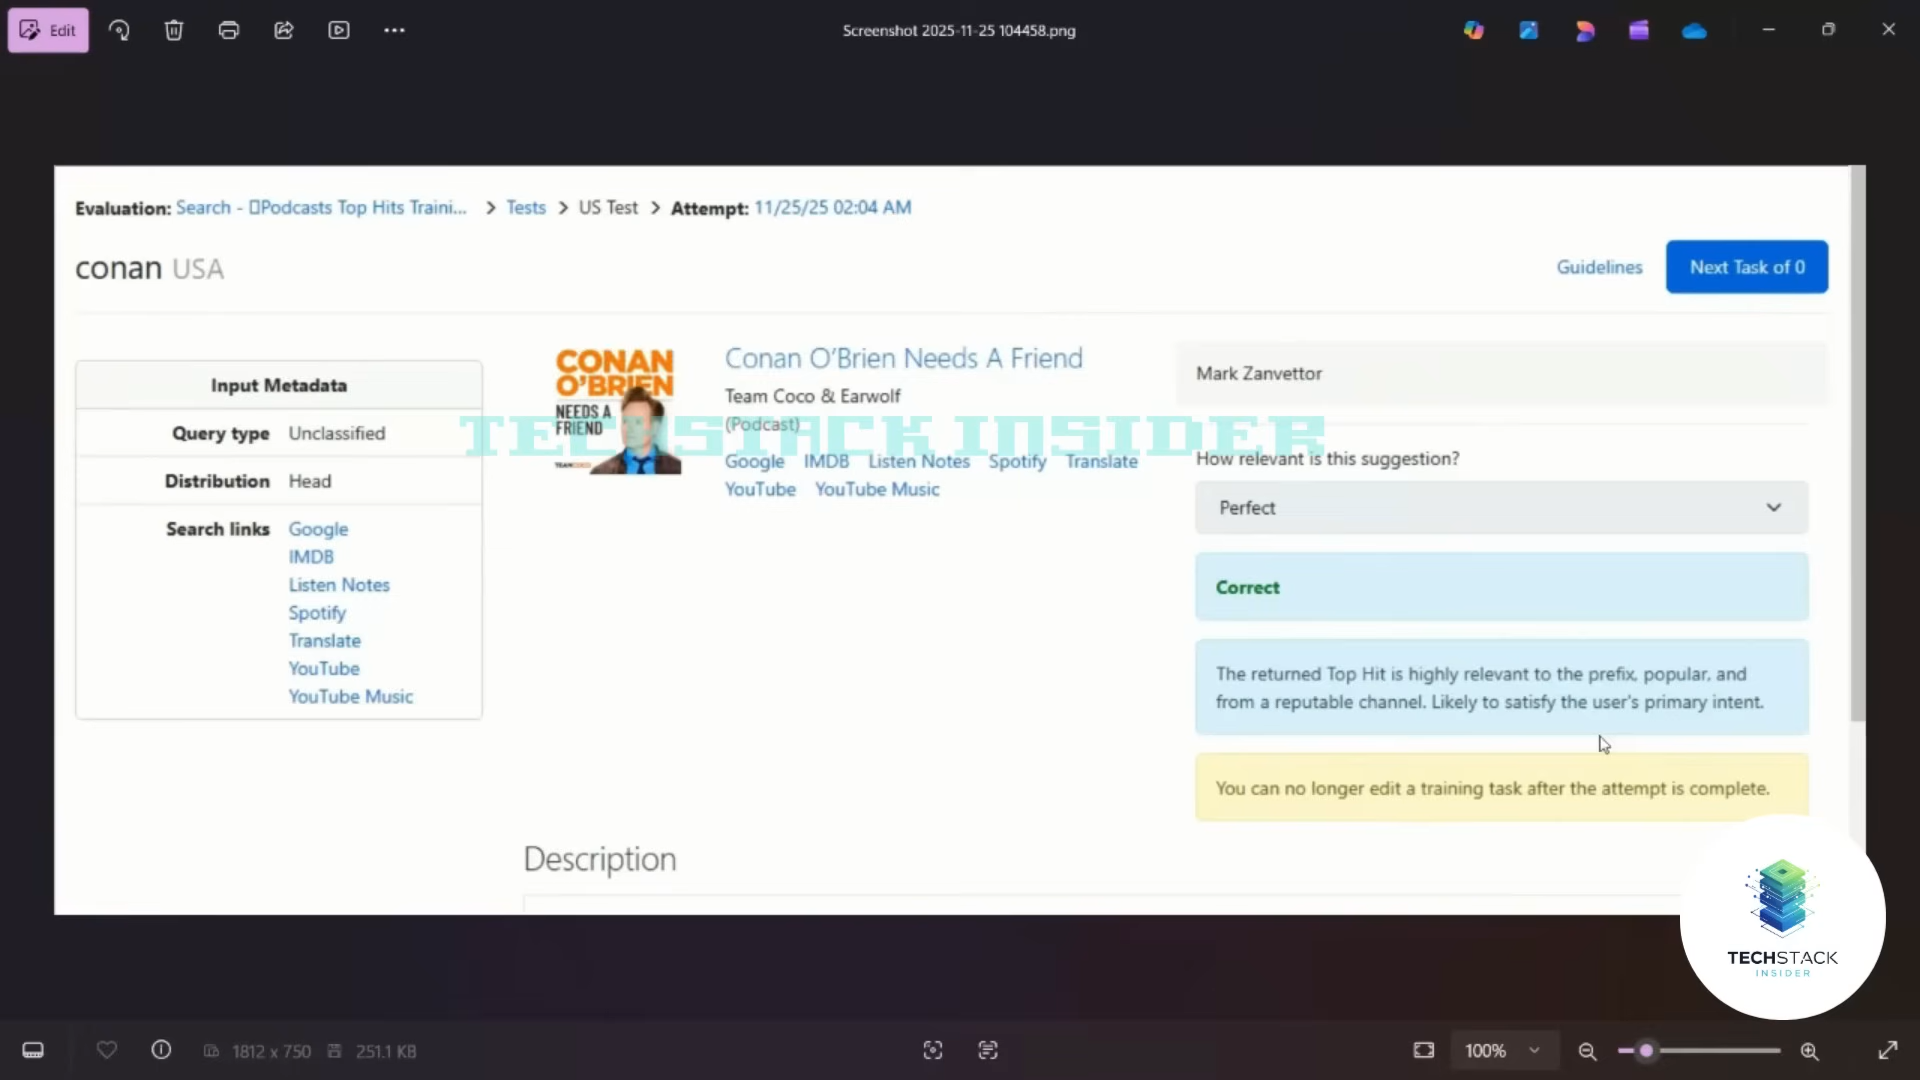 Edit
Screenshot 2025-11-25 104458.png
Evaluation: Search - ▯Podcasts Top Hits Traini... > Tests > US Test > Attempt: 11/25/25 02:04 AM
conan USA
Guidelines
Next Task of 0
Input Metadata
Query type Unclassified
Distribution Head
Search links Google
IMDB
Listen Notes
Spotify
Translate
YouTube
YouTube Music
CONAN
O'BRIEN
NEEDS A
FRIEND
TEAMCOCO
Conan O'Brien Needs A Friend
Team Coco & Earwolf
(Podcast)
Google IMDB Listen Notes Spotify Translate
YouTube YouTube Music
TECHSTACK INSIDER
Mark Zanvettor
How relevant is this suggestion?
Perfect
Correct
The returned Top Hit is highly relevant to the prefix, popular, and
from a reputable channel. Likely to satisfy the user's primary intent.
You can no longer edit a training task after the attempt is complete.
Description
TECHSTACK
INSIDER
1812 x 750
251.1 KB
100%